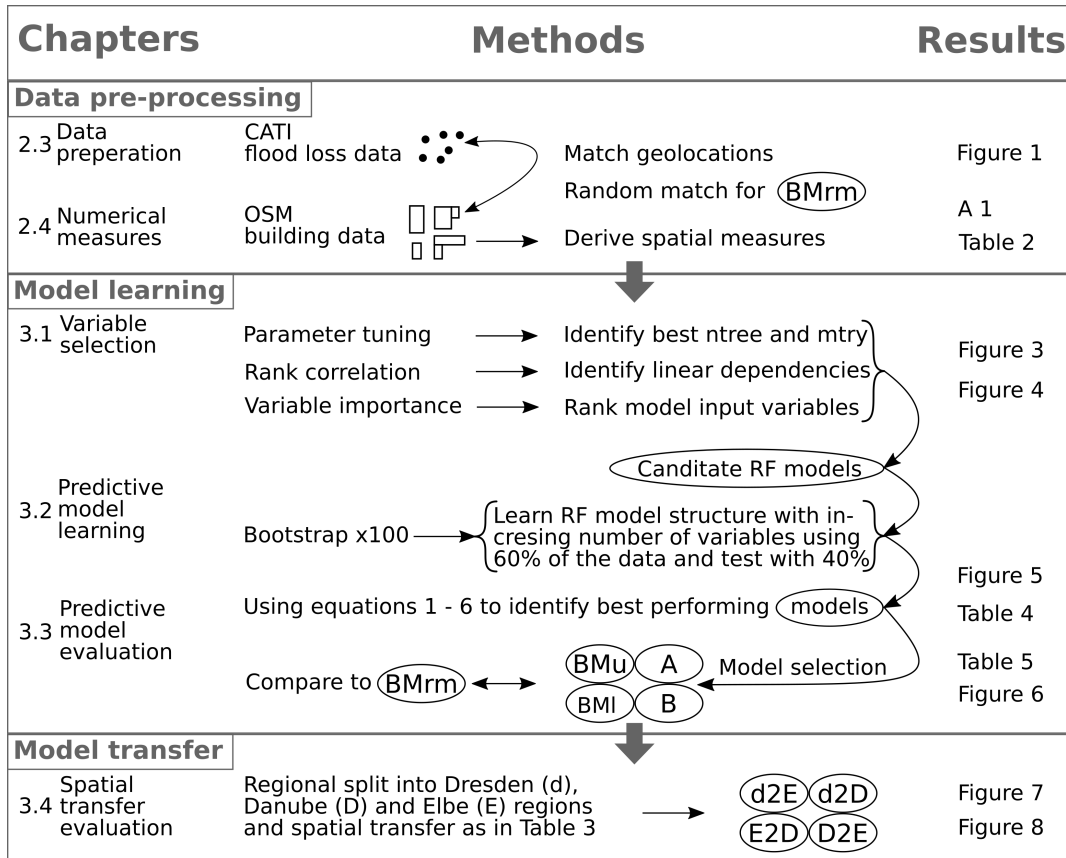 Chapters Methods Results
Data pre-processing
2.3 Data
preperation
CATI
flood loss data
Match geolocations
Figure 1
Random match for BMrm
2.4 Numerical
measures
OSM
building data
Derive spatial measures
A 1
Table 2
Model learning
3.1 Variable
selection
Parameter tuning
Identify best ntree and mtry
Figure 3
Rank correlation
Identify linear dependencies
Figure 4
Variable importance
Rank model input variables
Canditate RF models
3.2 Predictive
model
learning
Bootstrap x100
Learn RF model structure with in-
cresing number of variables using
60% of the data and test with 40%
Figure 5
3.3 Predictive
model
evaluation
Using equations 1 - 6 to identify best performing models
Table 4
Compare to BMrm
BMu A
BMl B
Model selection
Table 5
Figure 6
Model transfer
3.4 Spatial
transfer
evaluation
Regional split into Dresden (d),
Danube (D) and Elbe (E) regions
and spatial transfer as in Table 3
d2E d2D
E2D D2E
Figure 7
Figure 8